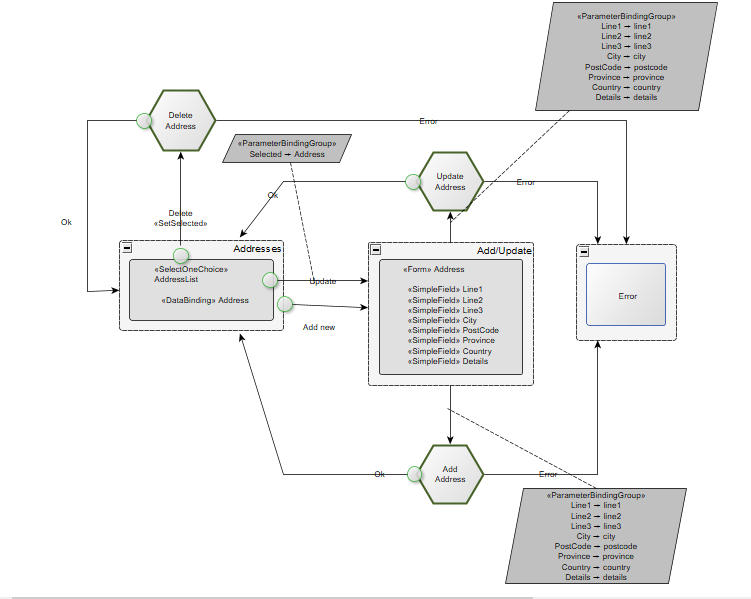 «ParameterBindingGroup»
Line1 → line1
Line2 → line2
Line3 → line3
City → city
PostCode → postcode
Province → province
Country → country
Details → details
Delete
Address
Error
«ParameterBindingGroup»
Selected → Address
Update
Address
Error
Ok
Ok
Delete
«SetSelected»
Addresses
«SelectOneChoice»
AddressList
«DataBinding» Address
Update
Add new
Add/Update
«Form» Address
«SimpleField» Line1
«SimpleField» Line2
«SimpleField» Line3
«SimpleField» City
«SimpleField» PostCode
«SimpleField» Province
«SimpleField» Country
«SimpleField» Details
Error
Ok
Add
Address
Error
«ParameterBindingGroup»
Line1 → line1
Line2 → line2
Line3 → line3
City → city
PostCode → postcode
Province → province
Country → country
Details → details